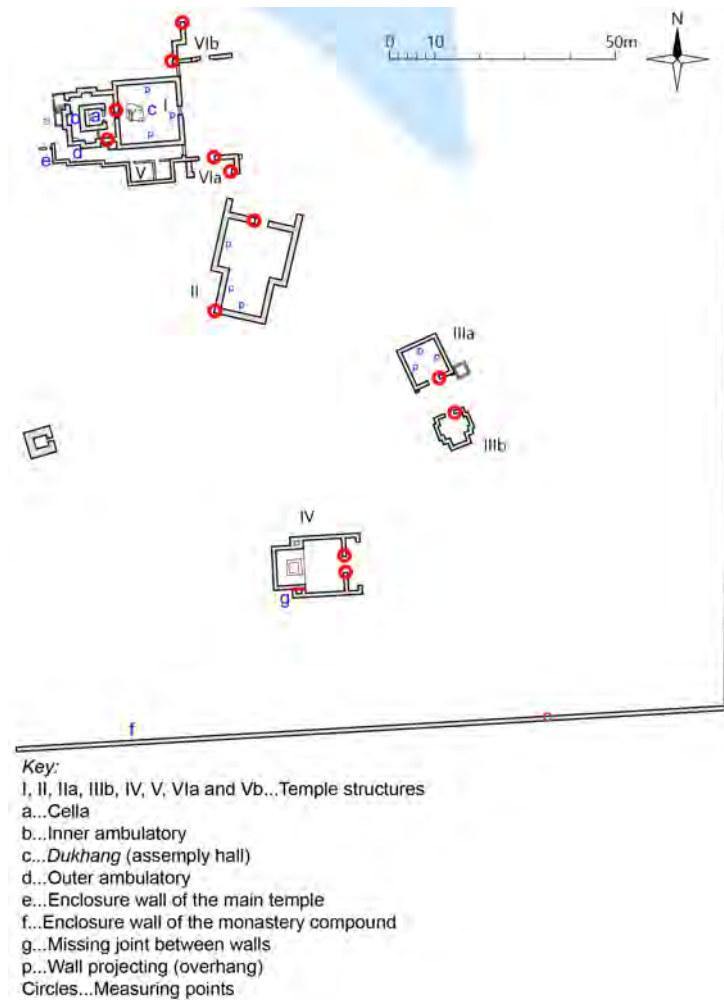 VIb
N
0 10 50m
p
c I
b a
p
s
p
e d
V
VIa
p
II
p
p
IIIa
p
p
p
IIIb
IV
g
f
Key:
I, II, IIa, IIIb, IV, V, VIa and Vb...Temple structures
a...Cella
b...Inner ambulatory
c...Dukhang (assemply hall)
d...Outer ambulatory
e...Enclosure wall of the main temple
f...Enclosure wall of the monastery compound
g...Missing joint between walls
p...Wall projecting (overhang)
Circles...Measuring points